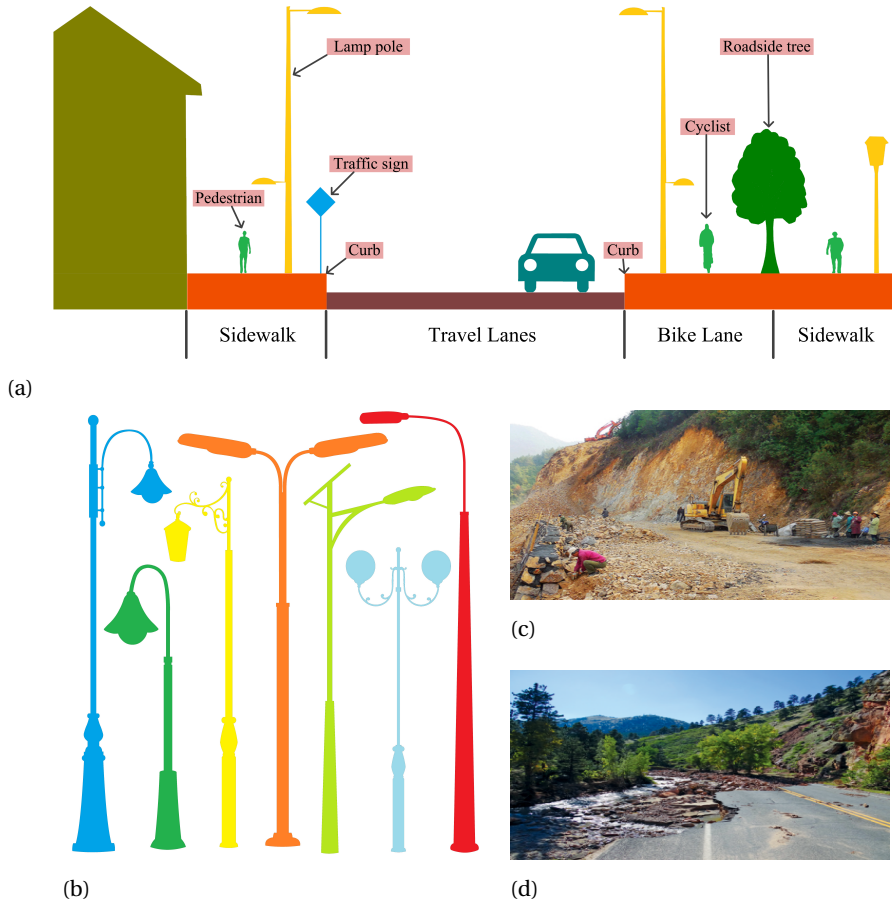 Lamp pole
Roadside tree
Cyclist
Traffic sign
Pedestrian
Curb
Curb
Sidewalk
Travel Lanes
Bike Lane
Sidewalk
(a)
(b)
(c)
(d)